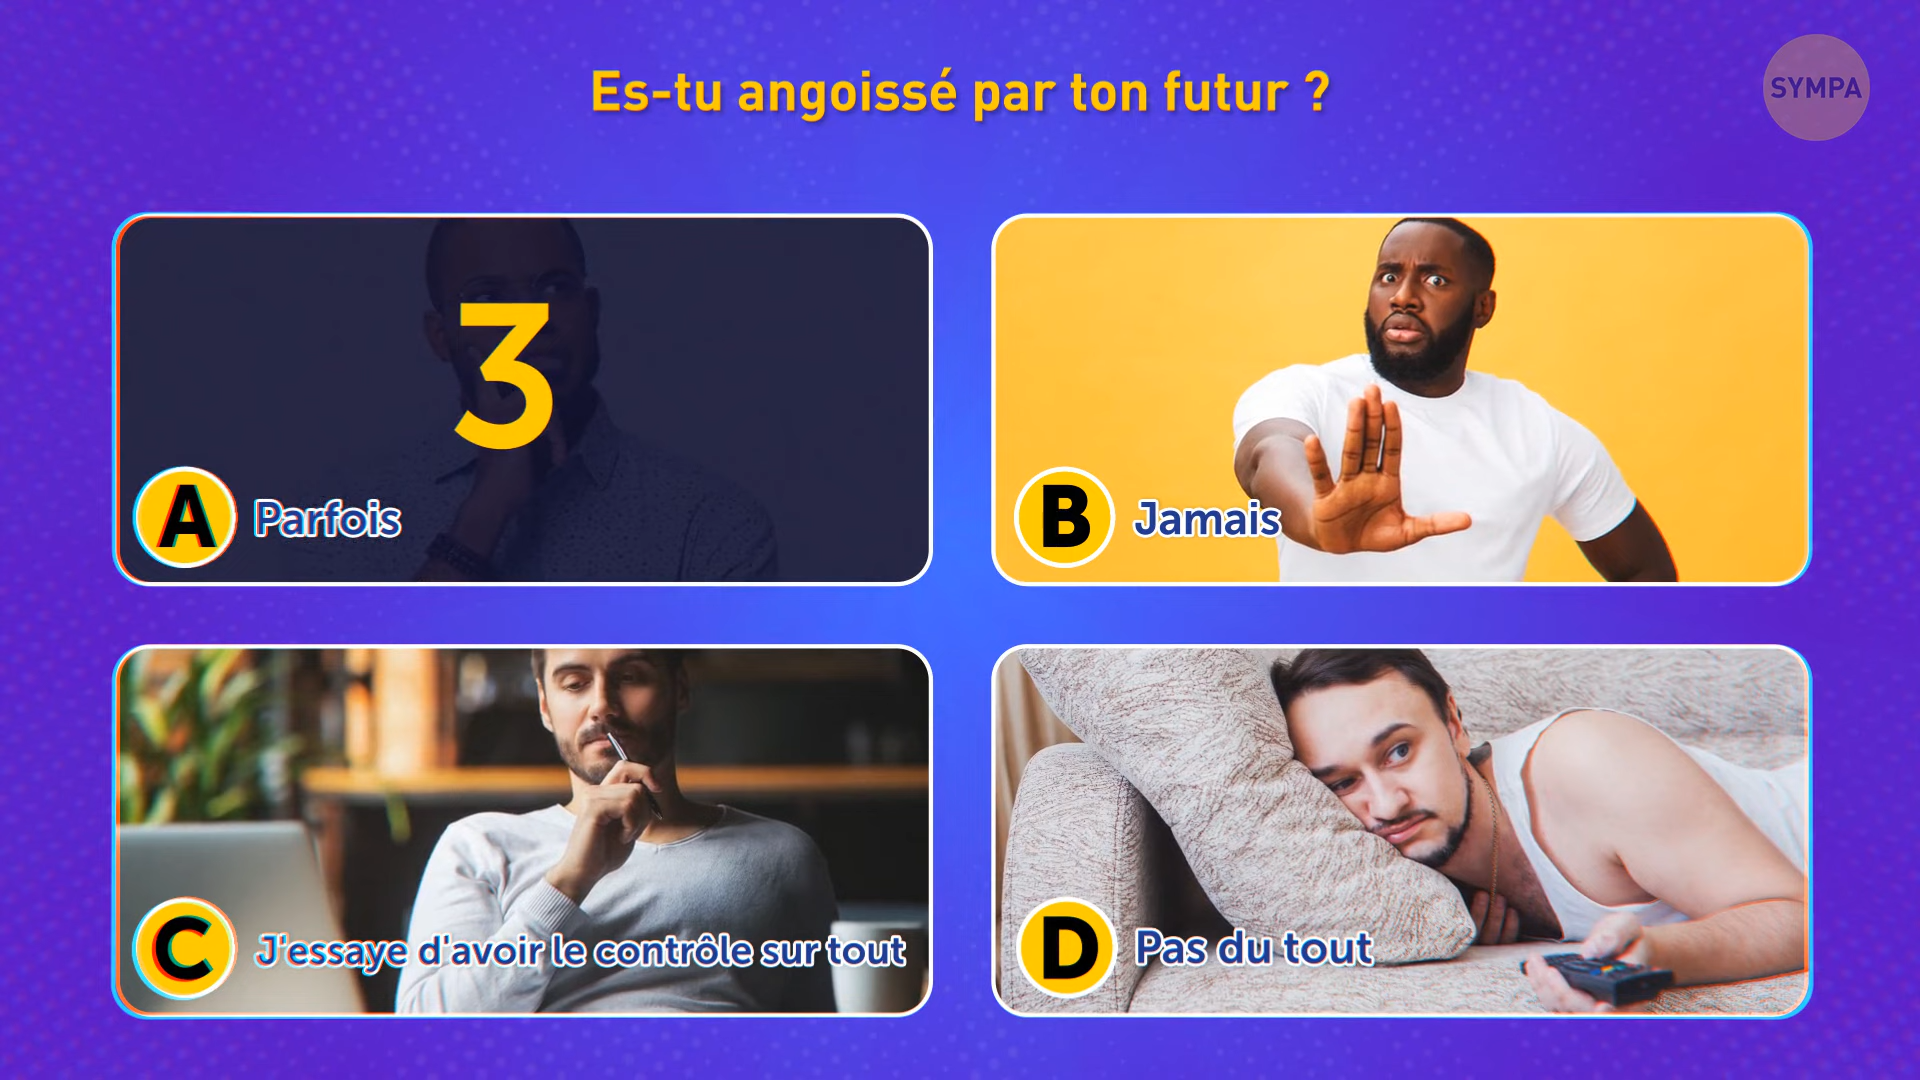 Es-tu angoissé par ton futur ?
SYMPA
3
A Parfois
B Jamais
C J'essaye d'avoir le contrôle sur tout
D Pas du tout